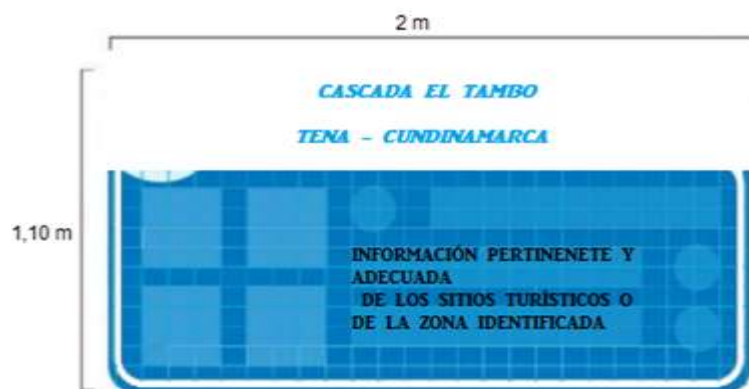 2 m
CASCADA EL TAMBO
TENA - CUNDINAMARCA
1,10 m
INFORMACIÓN PERTINENETE Y
ADECUADA
DE LOS SITIOS TURÍSTICOS O
DE LA ZONA IDENTIFICADA